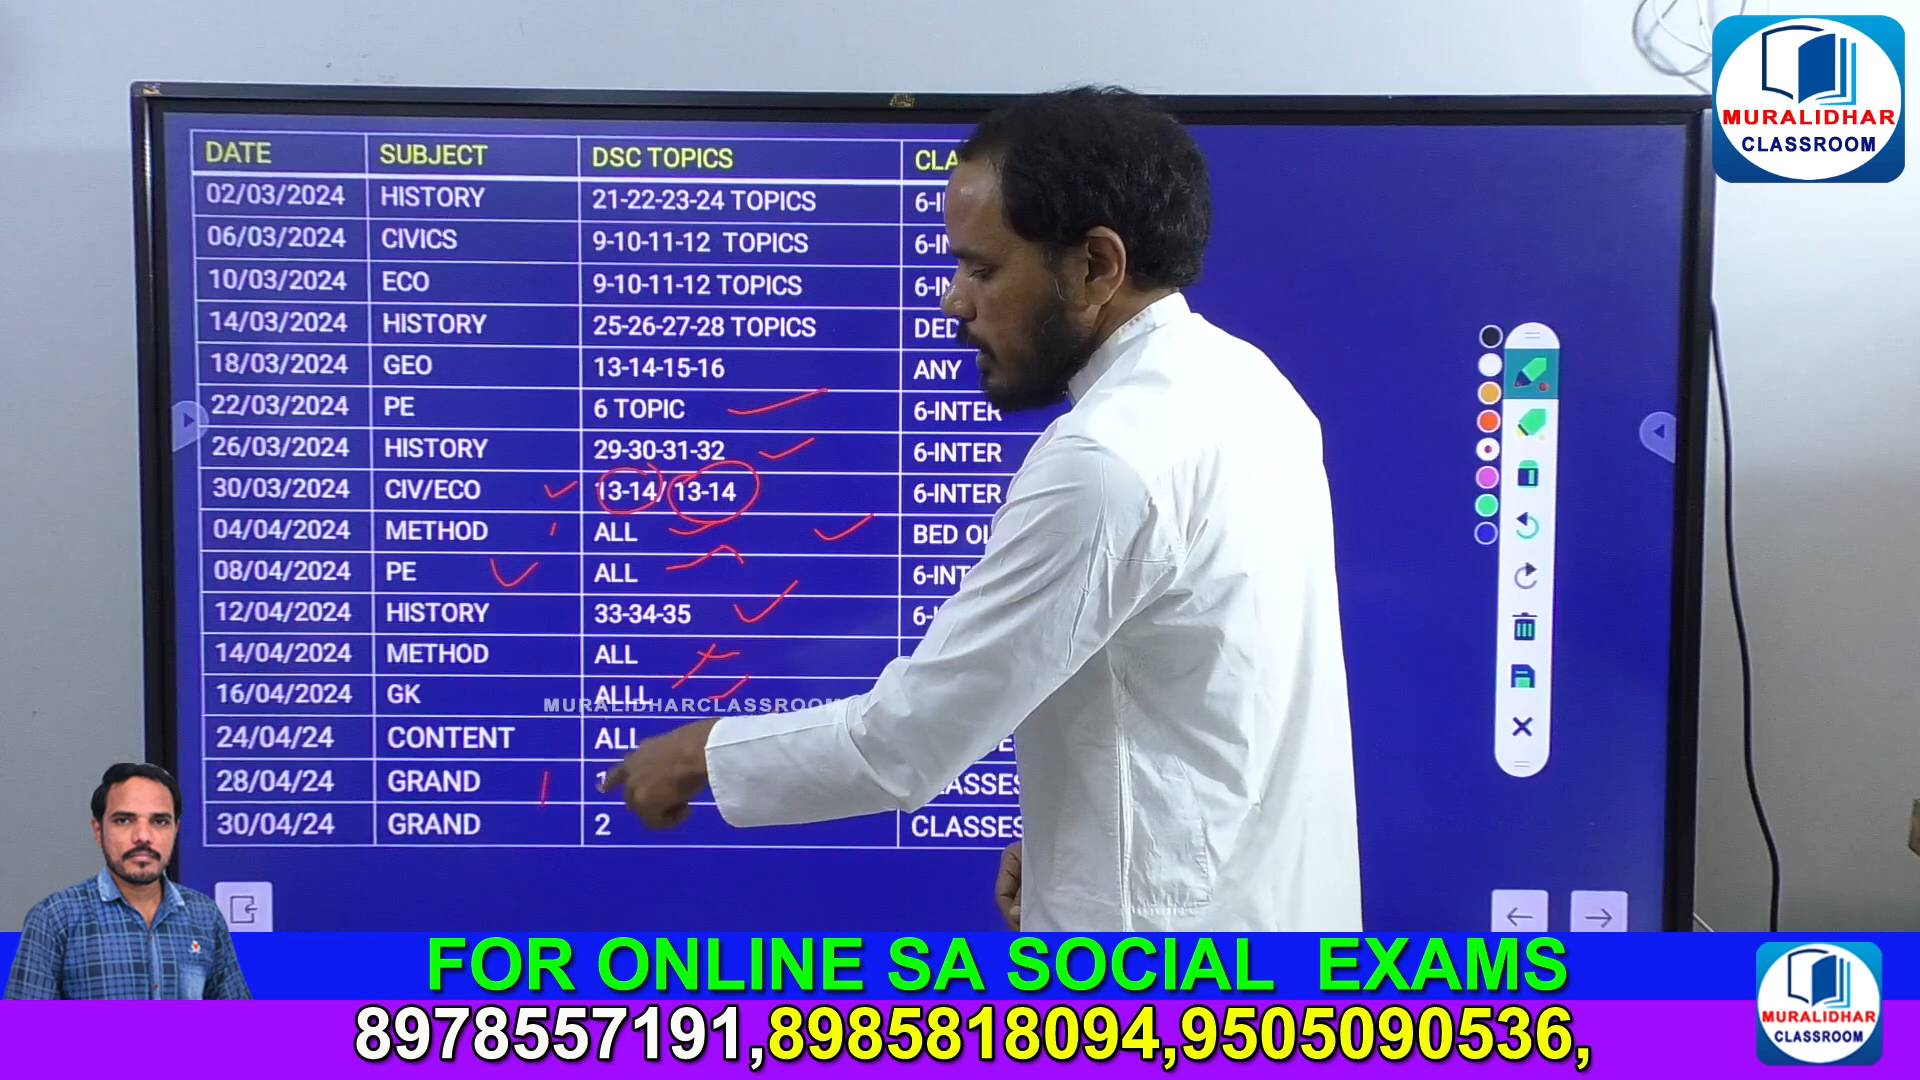 MURALIDHAR
CLASSROOM
DATE SUBJECT DSC TOPICS
02/03/2024 HISTORY 21-22-23-24 TOPICS
06/03/2024 CIVICS 9-10-11-12 TOPICS
10/03/2024 ECO 9-10-11-12 TOPICS
14/03/2024 HISTORY 25-26-27-28 TOPICS
18/03/2024 GEO 13-14-15-16 ANY
22/03/2024 PE 6 TOPIC 6-INTER
26/03/2024 HISTORY 29-30-31-32 6-INTER
30/03/2024 CIV/ECO 13-14/ 13-14 6-INTER
04/04/2024 METHOD ALL BED
08/04/2024 PE ALL
12/04/2024 HISTORY 33-34-35
14/04/2024 METHOD ALL
16/04/2024 GK ALLL
MURALIDHARCLASSROOM
24/04/24 CONTENT ALL
28/04/24 GRAND
30/04/24 GRAND 2 CLASSES
FOR ONLINE SA SOCIAL EXAMS
8978557191,8985818094,9505090536,
MURALIDHAR
CLASSROOM